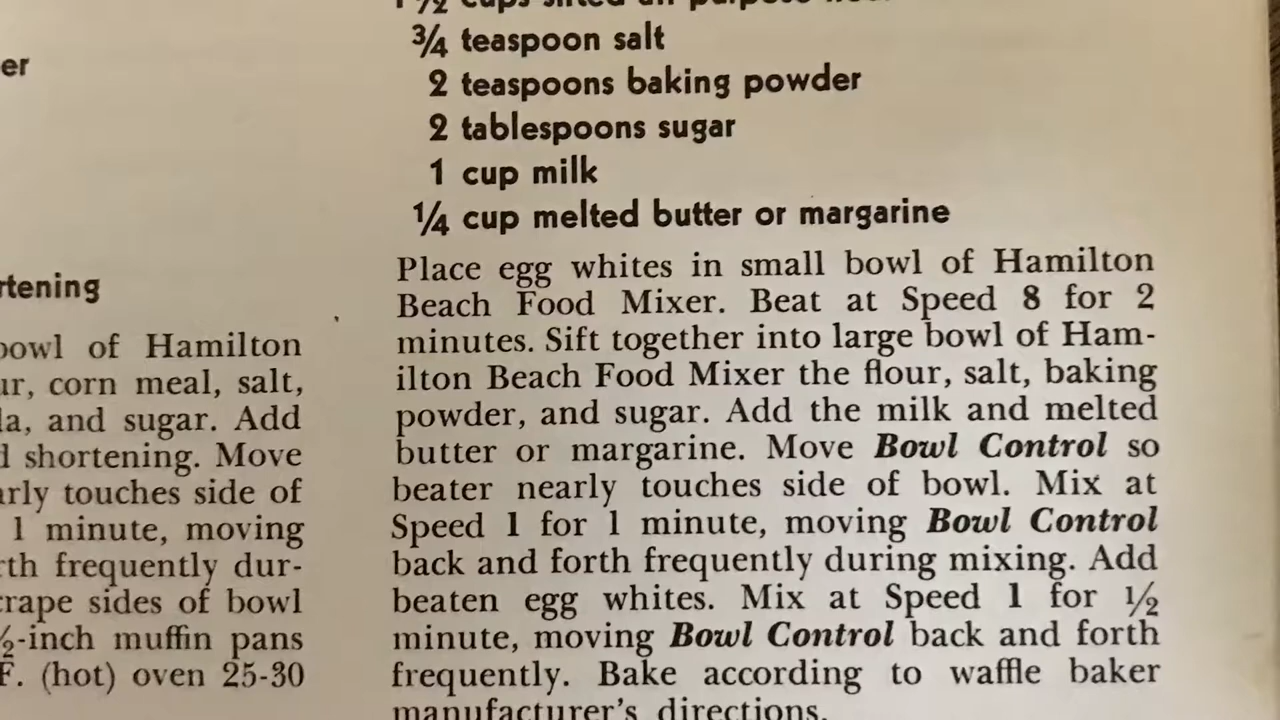 er
rtening
bowl of Hamilton
ur, corn meal, salt,
la, and sugar. Add
d shortening. Move
arly touches side of
1 minute, moving
rth frequently dur-
crape sides of bowl
½-inch muffin pans
F. (hot) oven 25-30
1½ cups sifted all purpose
¾ teaspoon salt
2 teaspoons baking powder
2 tablespoons sugar
1 cup milk
¼ cup melted butter or margarine
Place egg whites in small bowl of Hamilton
Beach Food Mixer. Beat at Speed 8 for 2
minutes. Sift together into large bowl of Ham-
ilton Beach Food Mixer the flour, salt, baking
powder, and sugar. Add the milk and melted
butter or margarine. Move Bowl Control so
beater nearly touches side of bowl. Mix at
Speed 1 for 1 minute, moving Bowl Control
back and forth frequently during mixing. Add
beaten egg whites. Mix at Speed 1 for ½
minute, moving Bowl Control back and forth
frequently. Bake according to waffle baker
manufacturer's directions.